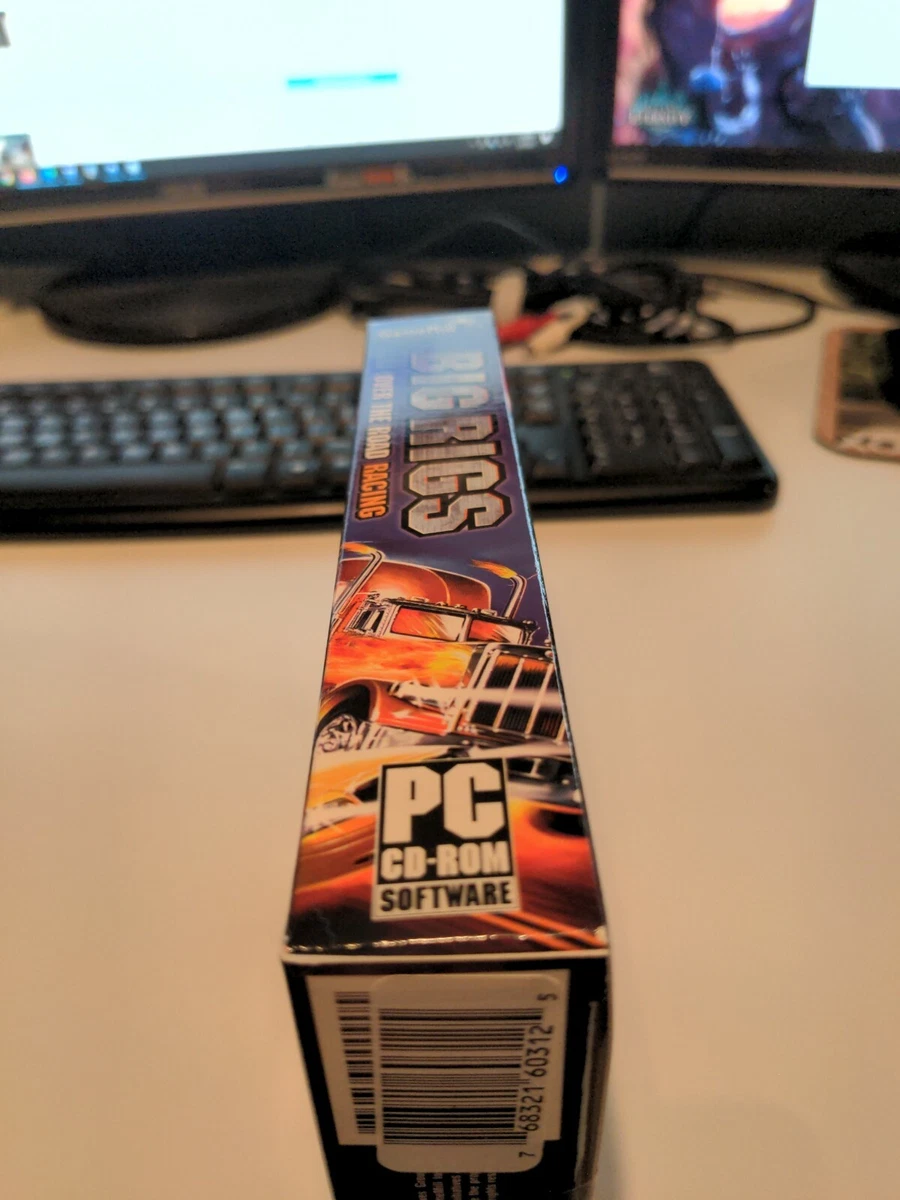 BIG RIGS
OVER THE ROAD RACING
PC
CD-ROM
SOFTWARE
7 68321 60312 5